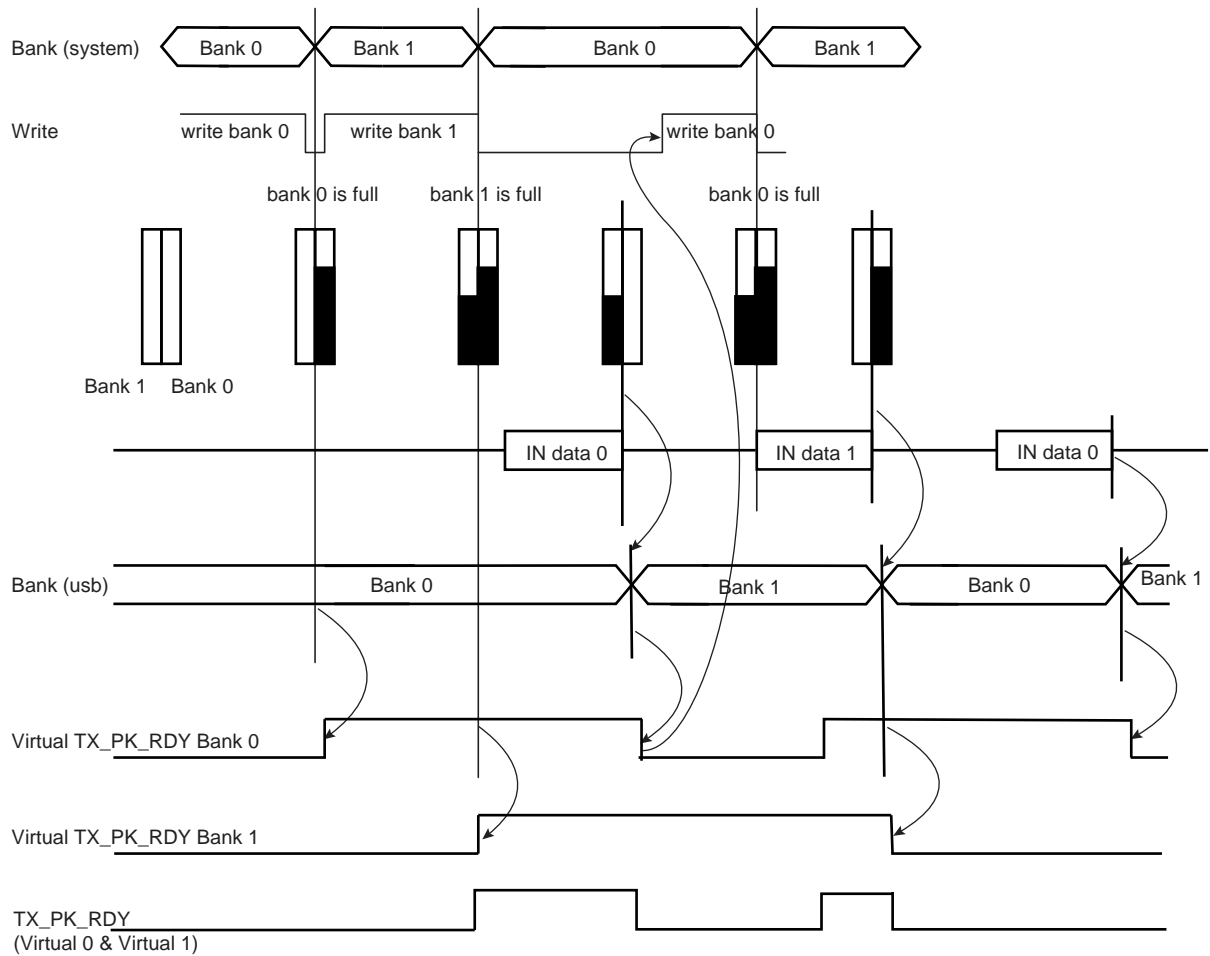 Bank (system)
Bank 0
Bank 1
Bank 0
Bank 1
Write
write bank 0
write bank 1
write bank 0
bank 0 is full
bank 1 is full
bank 0 is full
Bank 1
Bank 0
IN data 0
IN data 1
IN data 0
Bank (usb)
Bank 0
Bank 1
Bank 0
Bank 1
Virtual TX_PK_RDY Bank 0
Virtual TX_PK_RDY Bank 1
TX_PK_RDY
(Virtual 0 & Virtual 1)